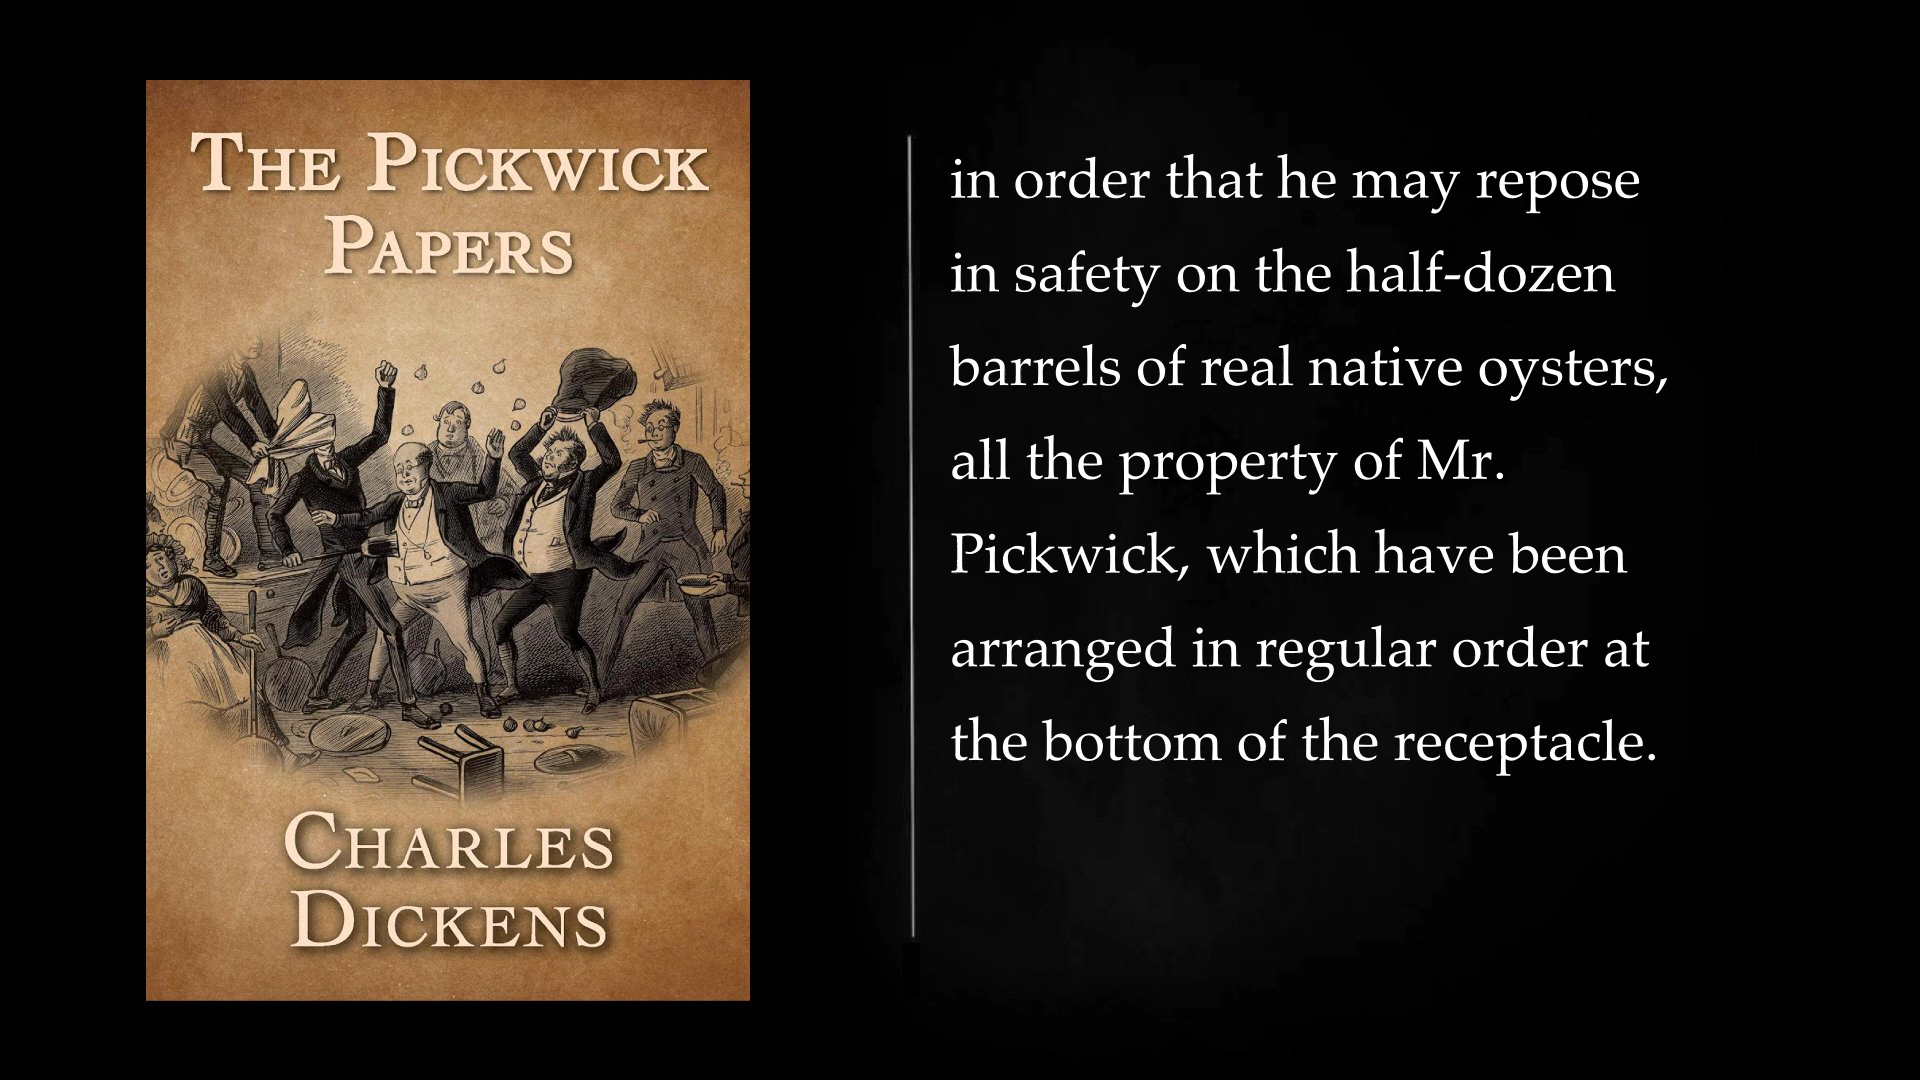 The Pickwick
Papers
Charles
Dickens
in order that he may repose
in safety on the half-dozen
barrels of real native oysters,
all the property of Mr.
Pickwick, which have been
arranged in regular order at
the bottom of the receptacle.